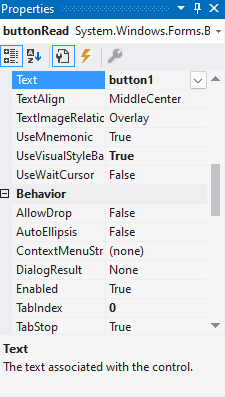 Properties
buttonRead System.Windows.Forms.B
Text button1
TextAlign MiddleCenter
TextImageRelatio Overlay
UseMnemonic True
UseVisualStyleBa True
UseWaitCursor False
Behavior
AllowDrop False
AutoEllipsis False
ContextMenuStr (none)
DialogResult None
Enabled True
TabIndex 0
TabStop True
Text
The text associated with the control.